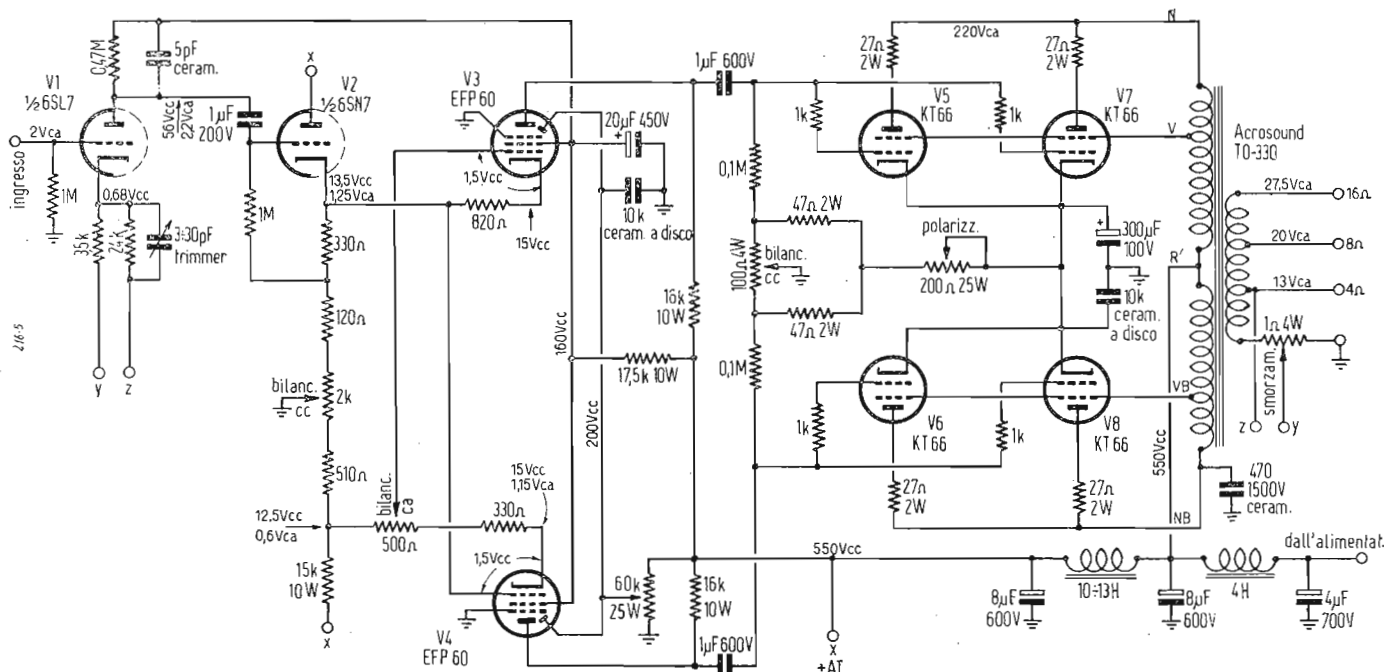 0,47M
5pF
ceram.
V1
½6SL7
2Vca
ingresso
1M
0,68Vcc
35k
24k
3÷30pF
trimmer
y
z
216-5
56Vcc
1µF
200V
x
V2
½6SN7
13,5Vcc
1,25Vca
1M
330Ω
120Ω
bilanc.
cc
2k
510Ω
12,5Vcc
0,6Vca
15k
10W
x
V3
EFP60
1,5Vcc
820Ω
15Vcc
20µF 450V
+
10k
ceram. a disco
160Vcc
200Vcc
16k
10W
17,5k 10W
bilanc.
ca
500Ω
330Ω
15Vcc
1,15Vca
1,5Vcc
V4
EFP 60
60k
25W
16k
10W
1µF 600V
550Vcc
x
+AT
1µF 600V
0,1M
100Ω 4W
bilanc.
cc
0,1M
47Ω 2W
47Ω 2W
polarizz.
200Ω 25W
1k
27Ω
2W
220Vca
27Ω
2W
N
V5
KT66
1k
V7
KT66
V
+
300µF
100V
10k
ceram.
a disco
R'
1k
V6
KT 66
1k
V8
KT 66
VB
27Ω
2W
27Ω
2W
NB
550Vcc
Acrosound
TO-330
27,5Vca
16Ω
20Vca
8Ω
13Vca
4Ω
1Ω 4W
smorzam.
z
y
470
1500V
ceram.
dall'alimentat.
8µF
600V
10÷13H
8µF
600V
4H
4µF
700V